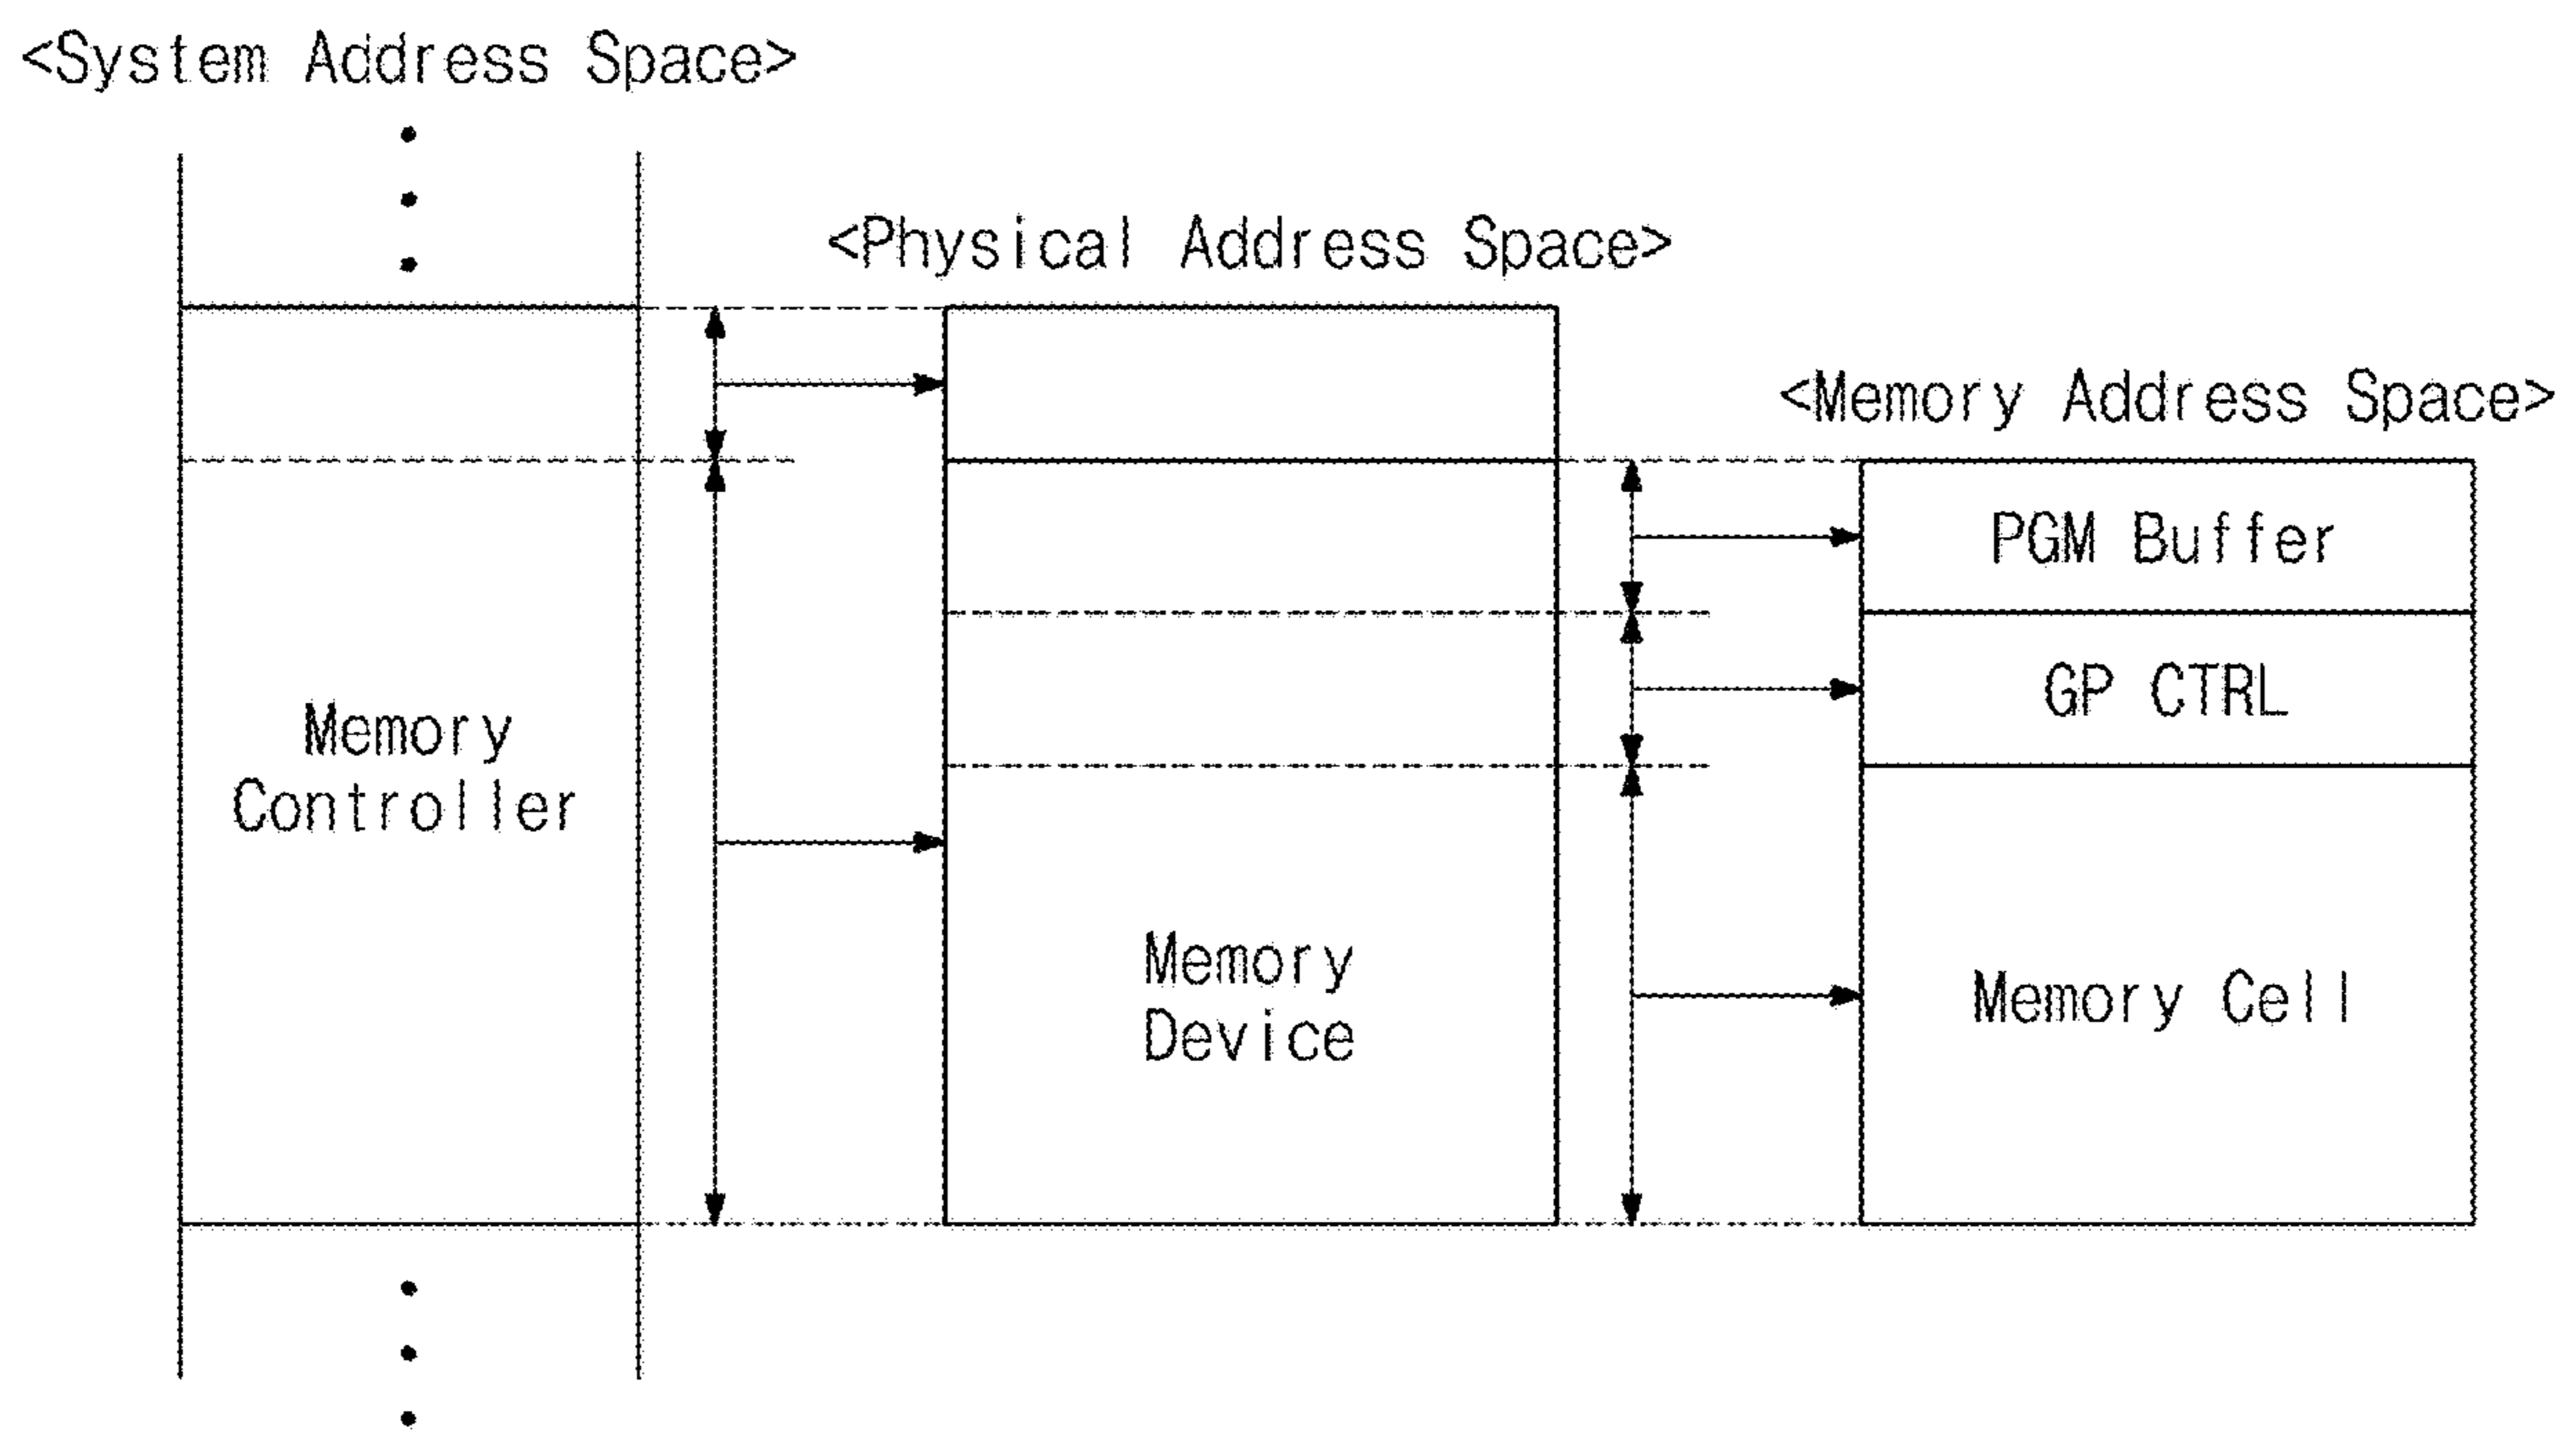 <System Address Space>
<Physical Address Space>
<Memory Address Space>
PGM Buffer
GP CTRL
Memory
Controller
Memory
Device
Memory Cell